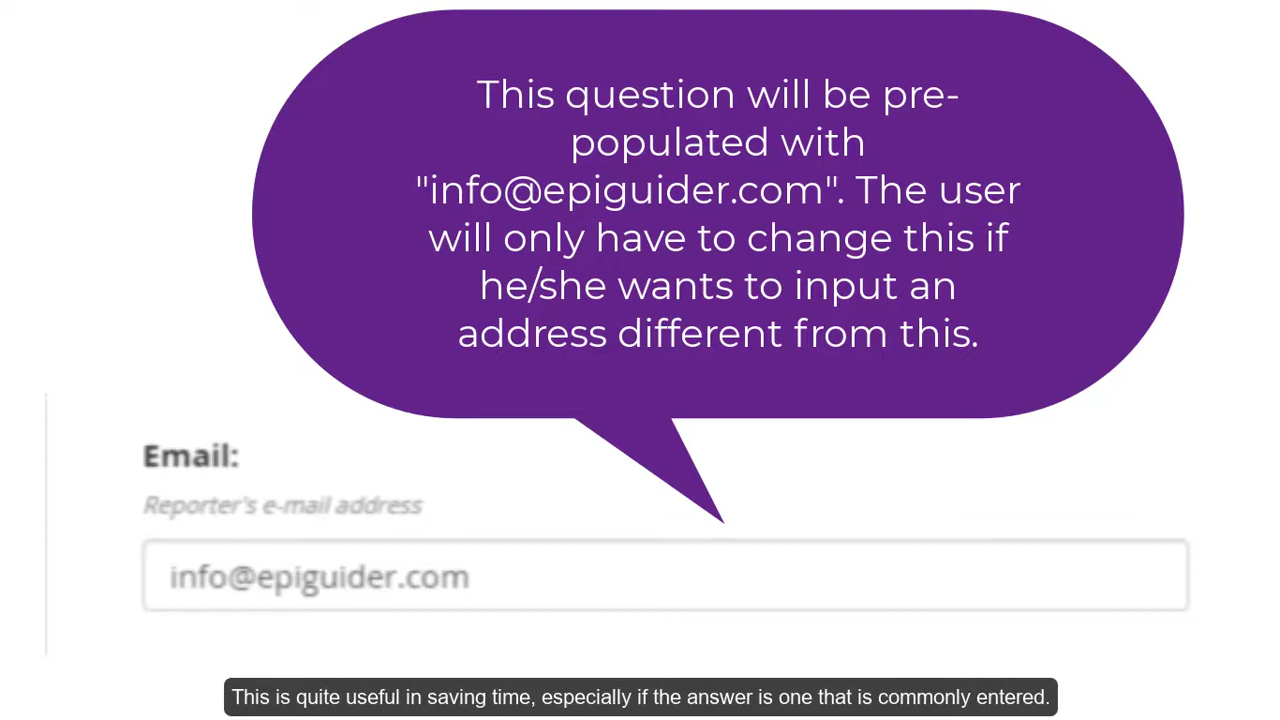 This question will be pre-
populated with
"info@epiguider.com". The user
will only have to change this if
he/she wants to input an
address different from this.
Email:
Reporter's e-mail address
info@epiguider.com
This is quite useful in saving time, especially if the answer is one that is commonly entered.